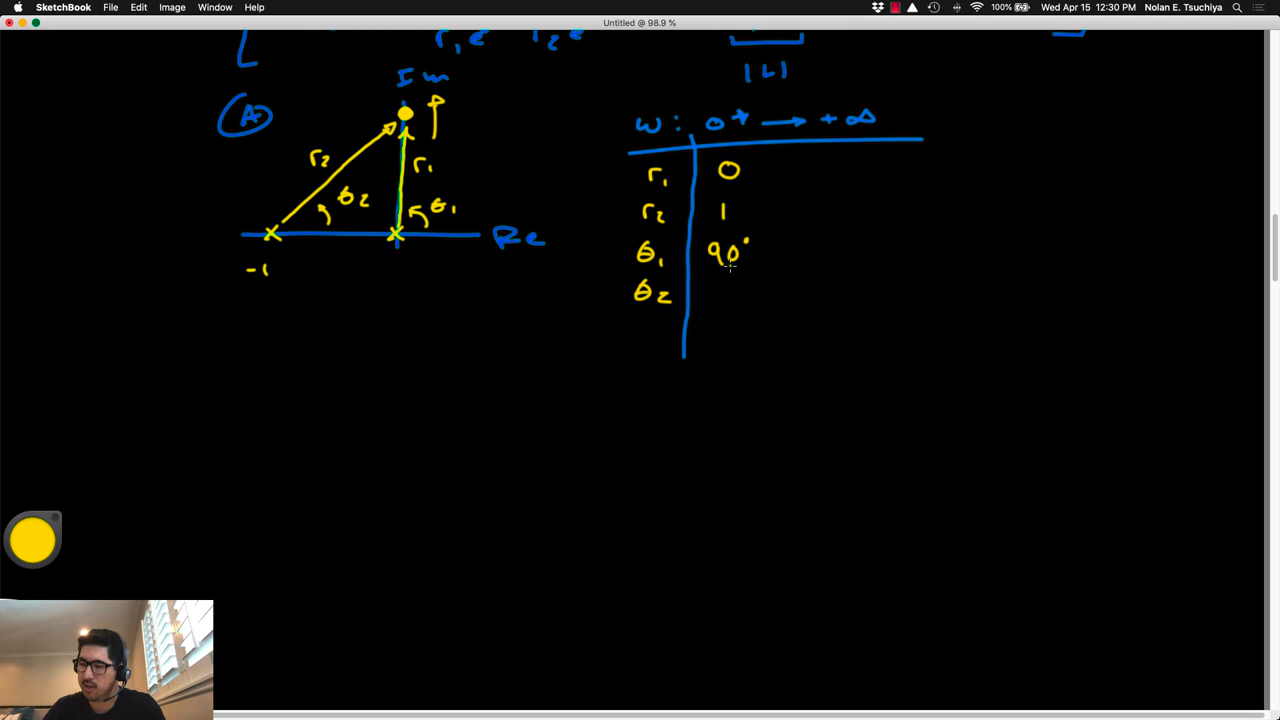 SketchBook File Edit Image Window Help 100% Wed Apr 15 12:30 PM Nolan E. Tsuchiya
Untitled @ 98.9 %
|L|
Im
A
ω: 0⁺ → +∞
r₂ r₁
θ₂ θ₁
Re
-1
r₁ 0
r₂ 1
θ₁ 90°
θ₂